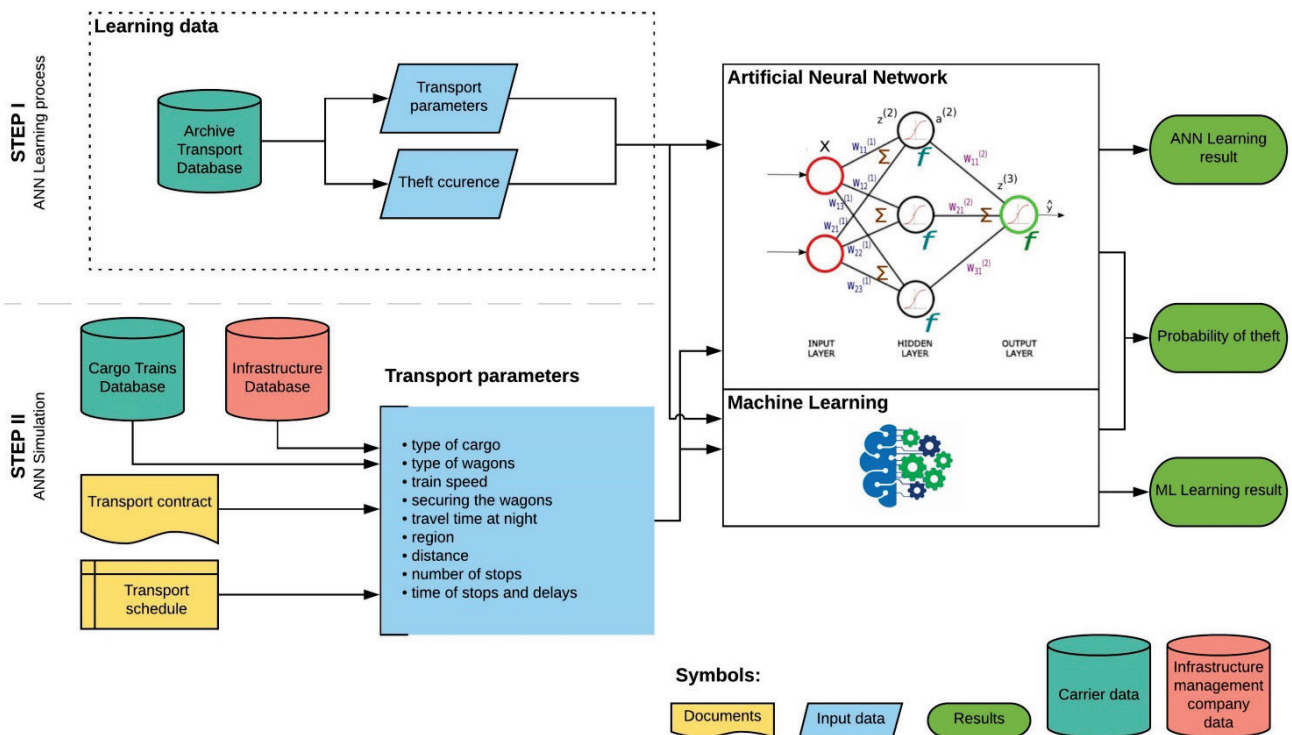 STEP I
ANN Learning process
Learning data
Archive
Transport
Database
Transport
parameters
Theft ccurence
Artificial Neural Network
X
z(2)
a(2)
W11(1)
W12(1)
W13(1)
W21(1)
W22(1)
W23(1)
Σ
Σ
Σ
f
f
f
W11(2)
W21(2)
W31(2)
Σ
z(3)
f
ŷ
INPUT
LAYER
HIDDEN
LAYER
OUTPUT
LAYER
ANN Learning
result
Probability of theft
ML Learning result
Machine Learning
STEP II
ANN Simulation
Cargo Trains
Database
Infrastructure
Database
Transport contract
Transport
schedule
Transport parameters
• type of cargo
• type of wagons
• train speed
• securing the wagons
• travel time at night
• region
• distance
• number of stops
• time of stops and delays
Symbols:
Documents
Input data
Results
Carrier data
Infrastructure
management
company
data